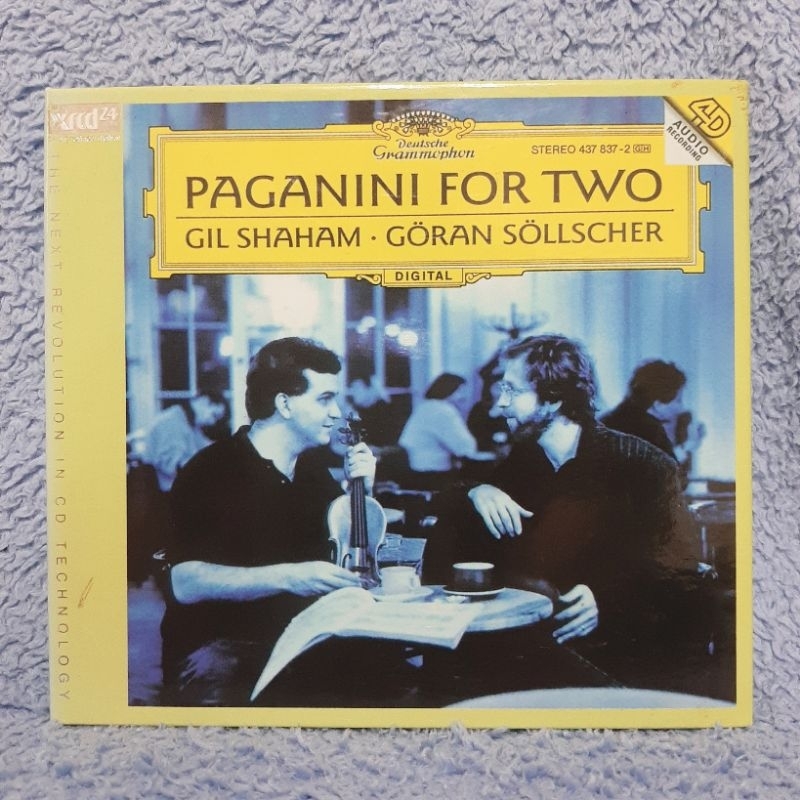 xrcd24
Deutsche
Grammophon
STEREO 437 837-2 GH
4D
AUDIO
RECORDING
PAGANINI FOR TWO
GIL SHAHAM · GÖRAN SÖLLSCHER
DIGITAL
THE NEXT REVOLUTION IN CD TECHNOLOGY